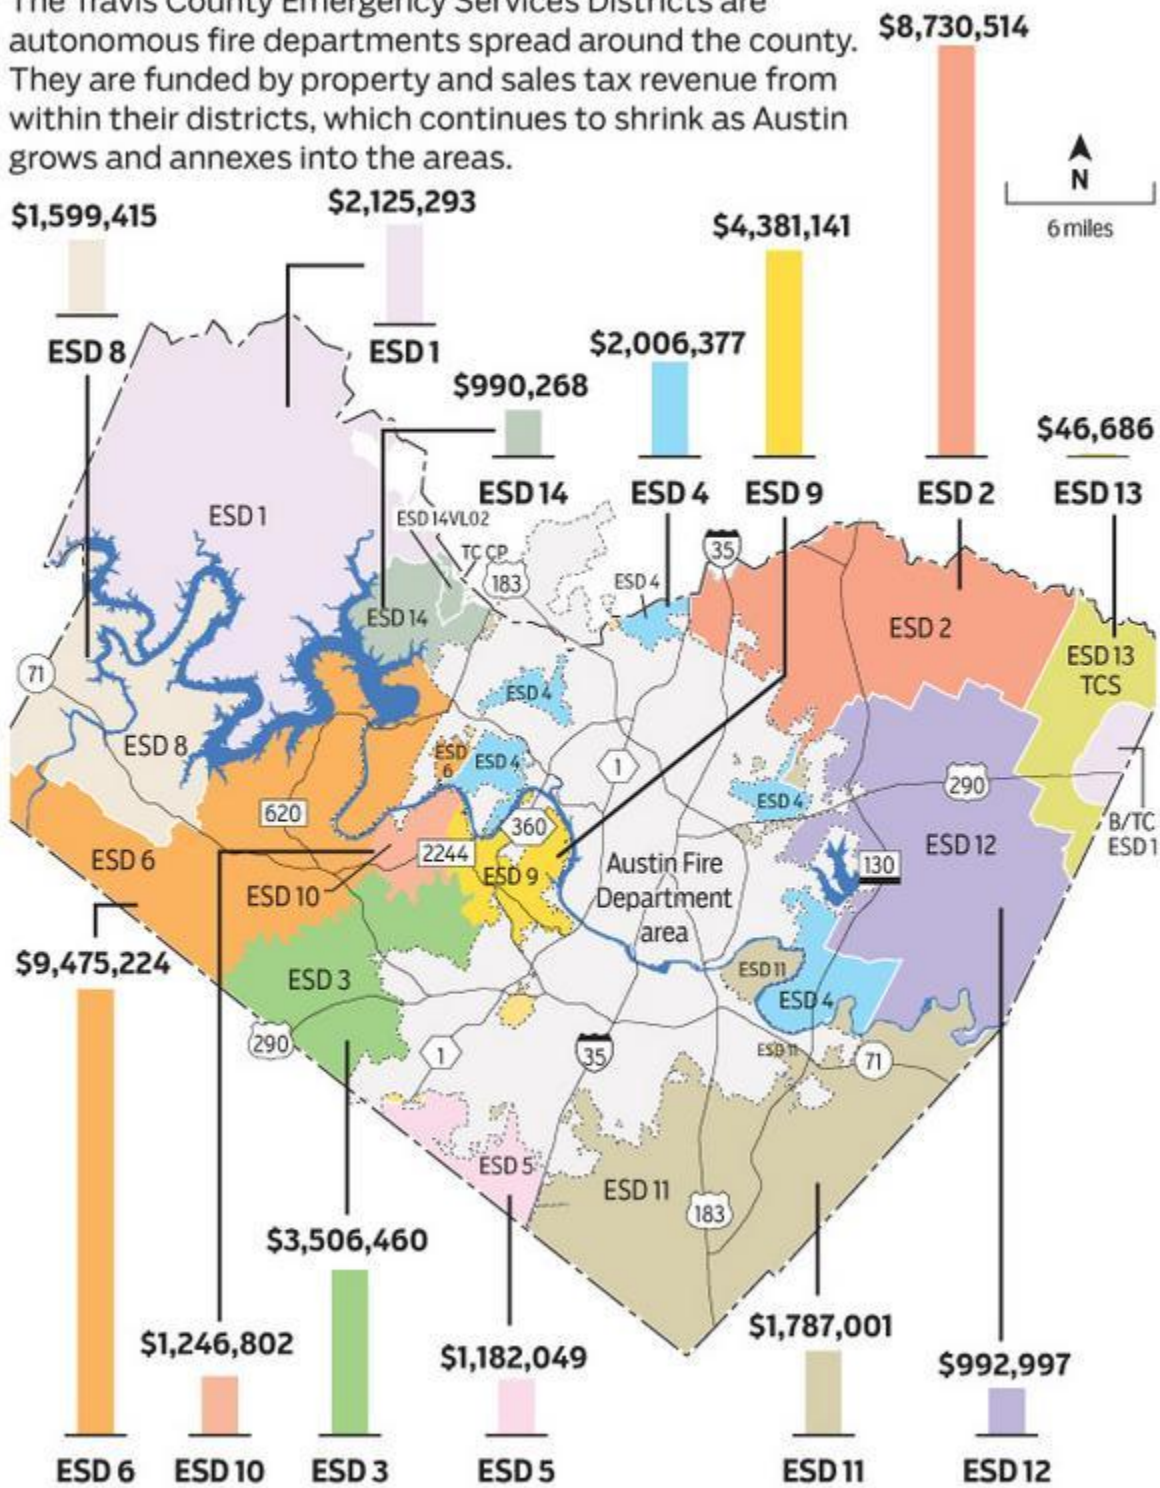 The Travis County Emergency Services Districts are
autonomous fire departments spread around the county.
They are funded by property and sales tax revenue from
within their districts, which continues to shrink as Austin
grows and annexes into the areas.
$8,730,514
N
6 miles
$1,599,415
$2,125,293
$4,381,141
ESD 8
ESD 1
$2,006,377
$990,268
$46,686
ESD 14
ESD 4
ESD 9
ESD 2
ESD 13
ESD 1
ESD 14VL02
TC CP
183
35
ESD 4
ESD 14
ESD 2
ESD 13
TCS
71
ESD 4
ESD 8
ESD
6
ESD 4
1
290
ESD 4
620
360
B/TC
ESD 1
ESD 6
2244
ESD 9
Austin Fire
Department
area
130
ESD 12
ESD 10
$9,475,224
ESD 3
ESD 11
ESD 4
290
1
35
ESD 11
71
ESD 5
ESD 11
183
$3,506,460
$1,246,802
$1,182,049
$1,787,001
$992,997
ESD 6
ESD 10
ESD 3
ESD 5
ESD 11
ESD 12